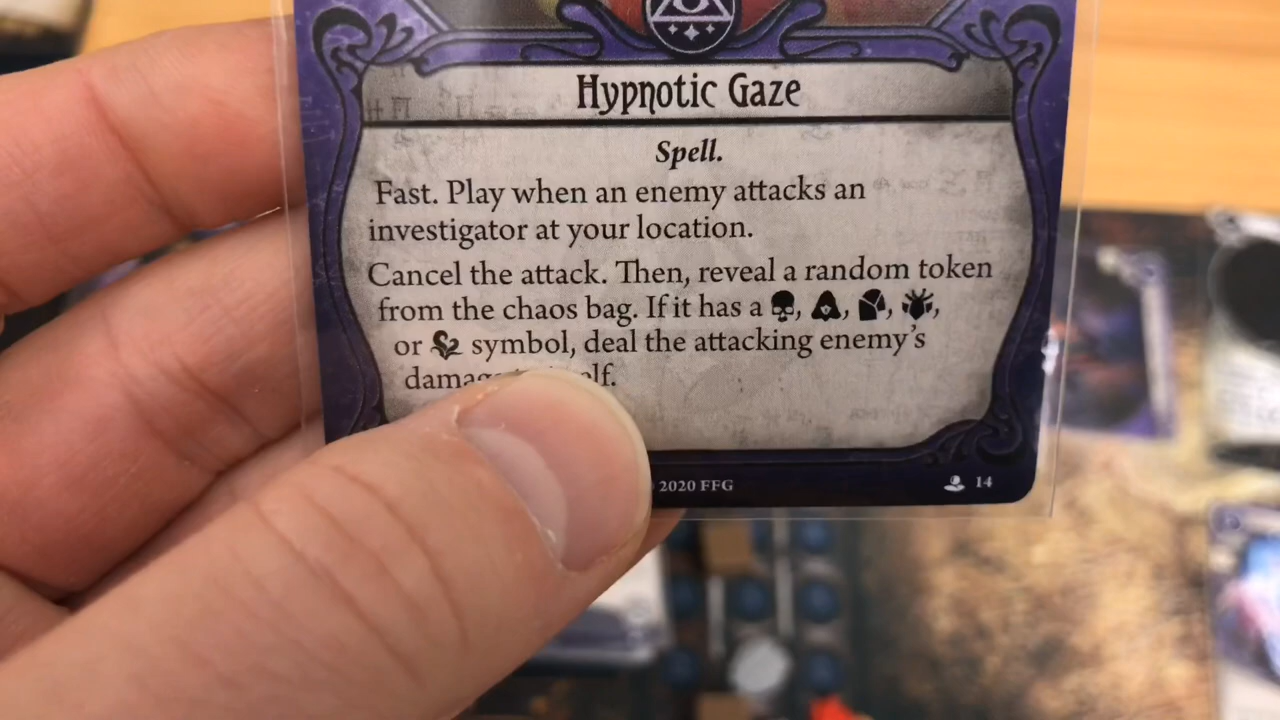 Hypnotic Gaze
Spell.
Fast. Play when an enemy attacks an
investigator at your location.
Cancel the attack. Then, reveal a random token
from the chaos bag. If it has a , , , ,
or symbol, deal the attacking enemy's
2020 FFG
14